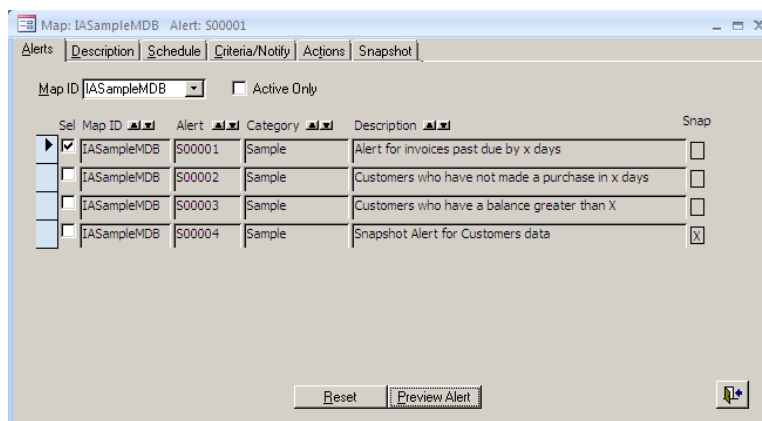 Map: IASampleMDB Alert: S00001
Alerts Description Schedule Criteria/Notify Actions Snapshot
Map ID IASampleMDB Active Only
Sel Map ID Alert Category Description Snap
IASampleMDB S00001 Sample Alert for invoices past due by x days
IASampleMDB S00002 Sample Customers who have not made a purchase in x days
IASampleMDB S00003 Sample Customers who have a balance greater than X
IASampleMDB S00004 Sample Snapshot Alert for Customers data X
Reset Preview Alert